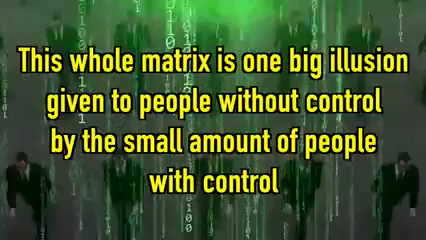 This whole matrix is one big illusion
given to people without control
by the small amount of people
with control